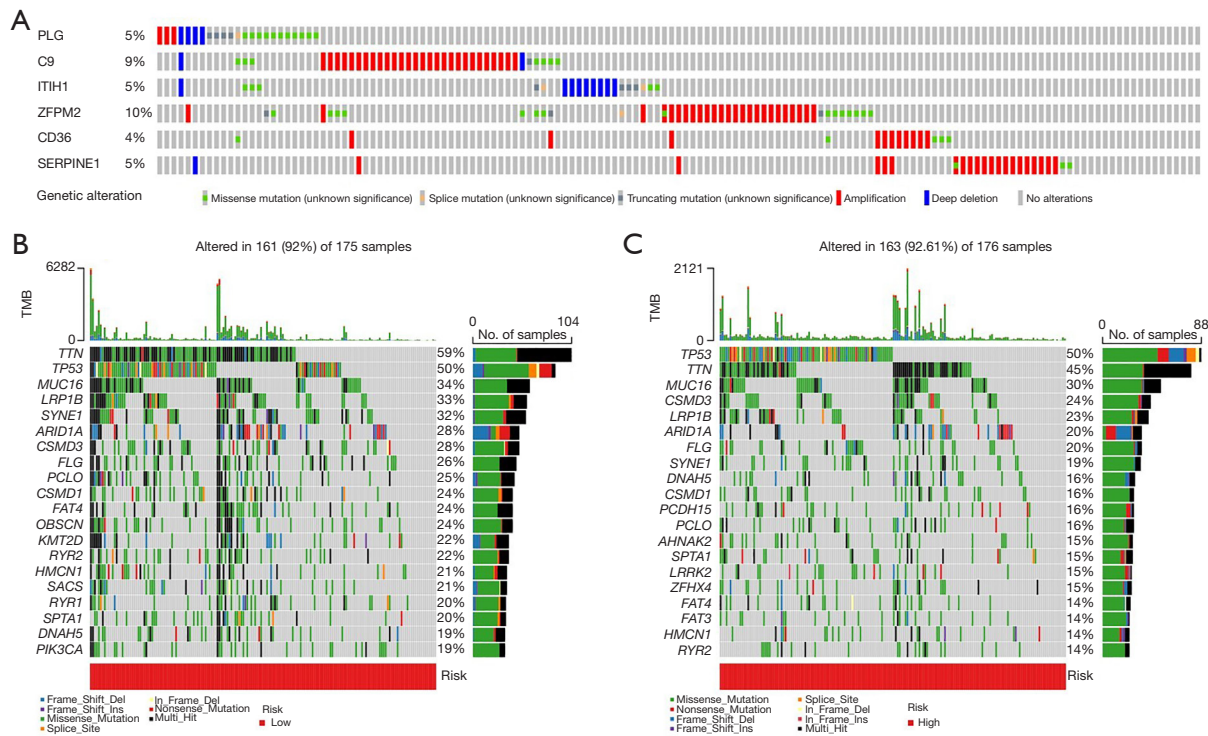 A
PLG 5%
C9 9%
ITIH1 5%
ZFPM2 10%
CD36 4%
SERPINE1 5%
Genetic alteration Missense mutation (unknown significance) Splice mutation (unknown significance) Truncating mutation (unknown significance) Amplification Deep deletion No alterations
B
Altered in 161 (92%) of 175 samples
6282
TMB
0
0 104
No. of samples
TTN 59%
TP53 50%
MUC16 34%
LRP1B 33%
SYNE1 32%
ARID1A 28%
CSMD3 28%
FLG 26%
PCLO 25%
CSMD1 24%
FAT4 24%
OBSCN 24%
KMT2D 22%
RYR2 22%
HMCN1 21%
SACS 21%
RYR1 20%
SPTA1 20%
DNAH5 19%
PIK3CA 19%
Risk
Frame_Shift_Del In_Frame_Del
Frame_Shift_Ins Nonsense_Mutation Risk
Missense_Mutation Multi_Hit Low
Splice_Site
C
Altered in 163 (92.61%) of 176 samples
2121
TMB
0
0 88
No. of samples
TP53 50%
TTN 45%
MUC16 30%
CSMD3 24%
LRP1B 23%
ARID1A 20%
FLG 20%
SYNE1 19%
DNAH5 16%
CSMD1 16%
PCDH15 16%
PCLO 16%
AHNAK2 15%
SPTA1 15%
LRRK2 15%
ZFHX4 15%
FAT4 14%
FAT3 14%
HMCN1 14%
RYR2 14%
Risk
Missense_Mutation Splice_Site
Nonsense_Mutation In_Frame_Del Risk
Frame_Shift_Del In_Frame_Ins High
Frame_Shift_Ins Multi_Hit